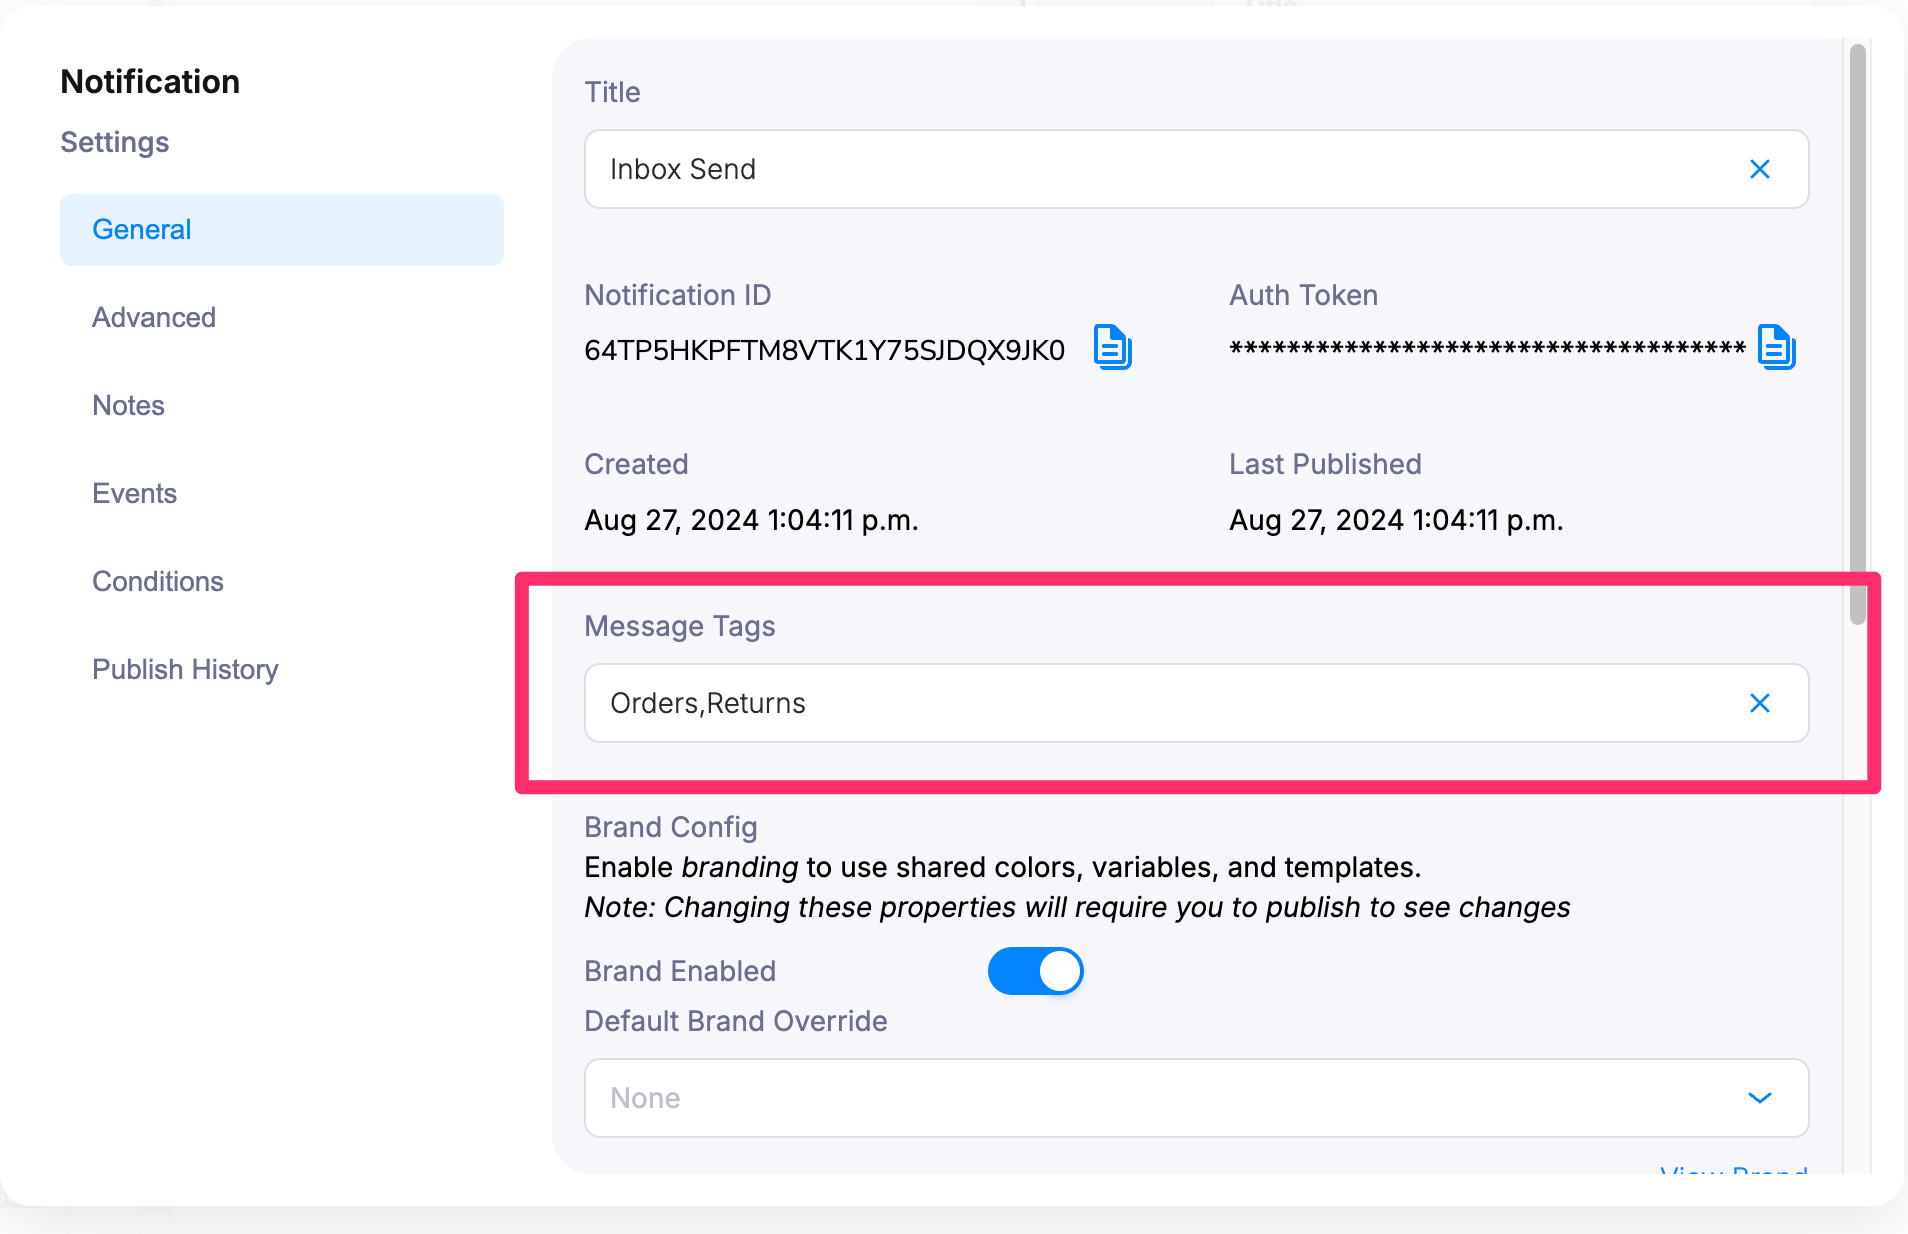 Notification
Settings
General
Advanced
Notes
Events
Conditions
Publish History
Title
Inbox Send
Notification ID
64TP5HKPFTM8VTK1Y75SJDQX9JK0
Auth Token
************************************
Created
Aug 27, 2024 1:04:11 p.m.
Last Published
Aug 27, 2024 1:04:11 p.m.
Message Tags
Orders,Returns
Brand Config
Enable branding to use shared colors, variables, and templates.
Note: Changing these properties will require you to publish to see changes
Brand Enabled
Default Brand Override
None
View Brand